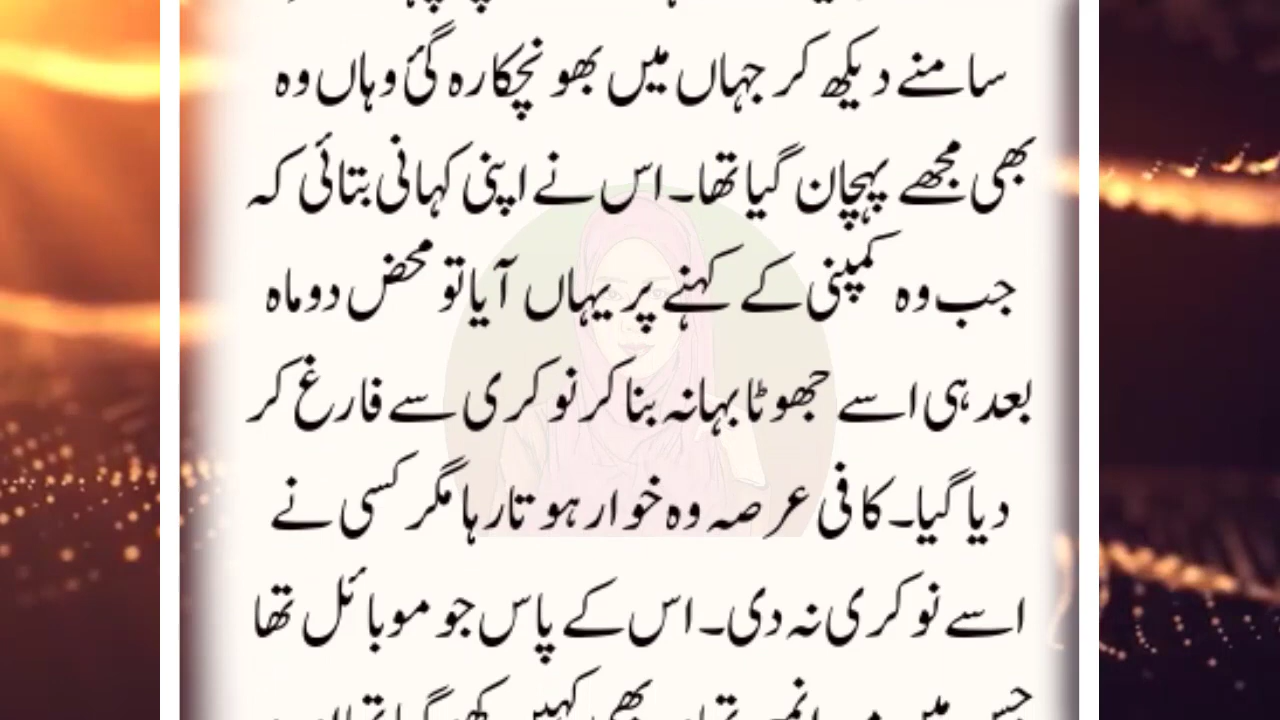 سامنے دیکھ کر جہاں میں بھونچکا رہ گئ وہاں وہ
بھی مجھے پہچان گیا تھا۔ اس نے اپنی کہانی بتائی کہ
جب وہ کمپنی کے کہنے پر یہاں آیا تو محض دو ماہ
بعد ہی اسے جھوٹا بہانہ بنا کر نوکری سے فارغ کر
دیا گیا۔ کافی عرصہ وہ خوار ہوتا رہا مگر کسی نے
اسے نوکری نہ دی۔ اس کے پاس جو موبائل تھا